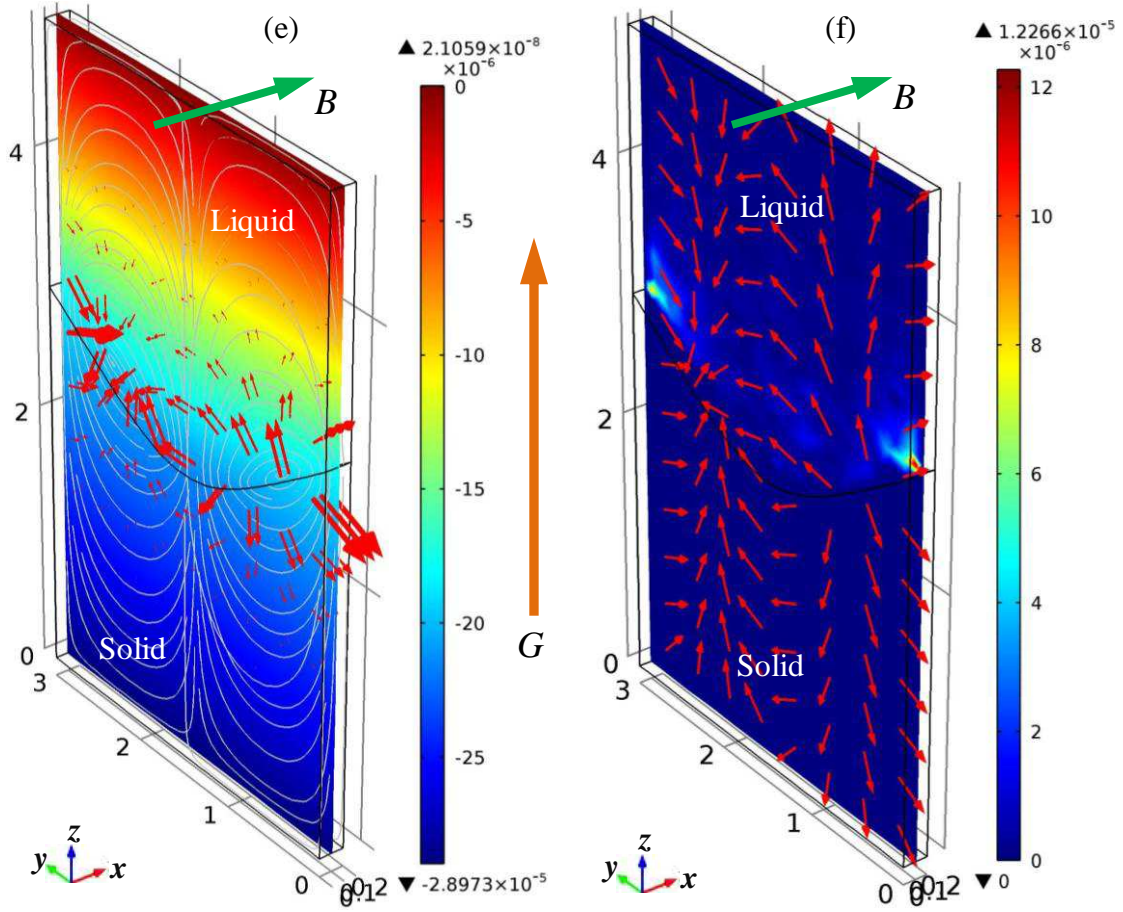 (e)
▲ 2.1059×10⁻⁸
×10⁻⁶
0
-5
-10
-15
-20
-25
▼ -2.8973×10⁻⁵
B
Liquid
Solid
4
2
0
3
2
1
0
0.1
0.2
z
y
x
G
(f)
▲ 1.2266×10⁻⁵
×10⁻⁶
12
10
8
6
4
2
0
▼ 0
B
Liquid
Solid
4
2
0
3
2
1
0
0.1
0.2
z
y
x